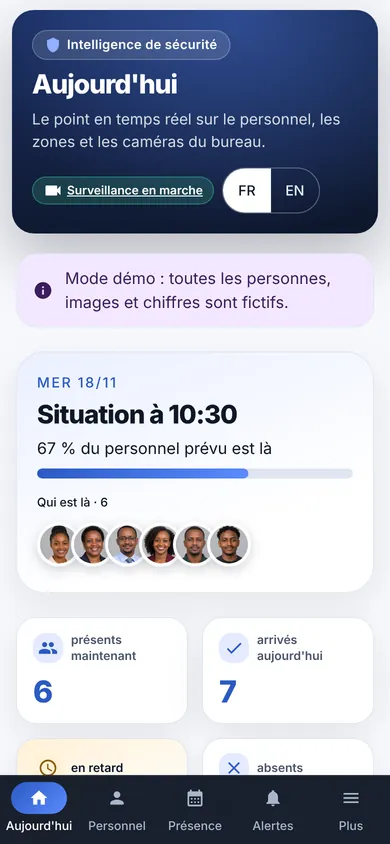 Intelligence de sécurité
Aujourd'hui
Le point en temps réel sur le personnel, les
zones et les caméras du bureau.
Surveillance en marche
FR
EN
Mode démo : toutes les personnes,
images et chiffres sont fictifs.
MER 18/11
Situation à 10:30
67 % du personnel prévu est là
Qui est là · 6
présents
maintenant
6
arrivés
aujourd'hui
7
en retard
absents
Aujourd'hui
Personnel
Présence
Alertes
Plus